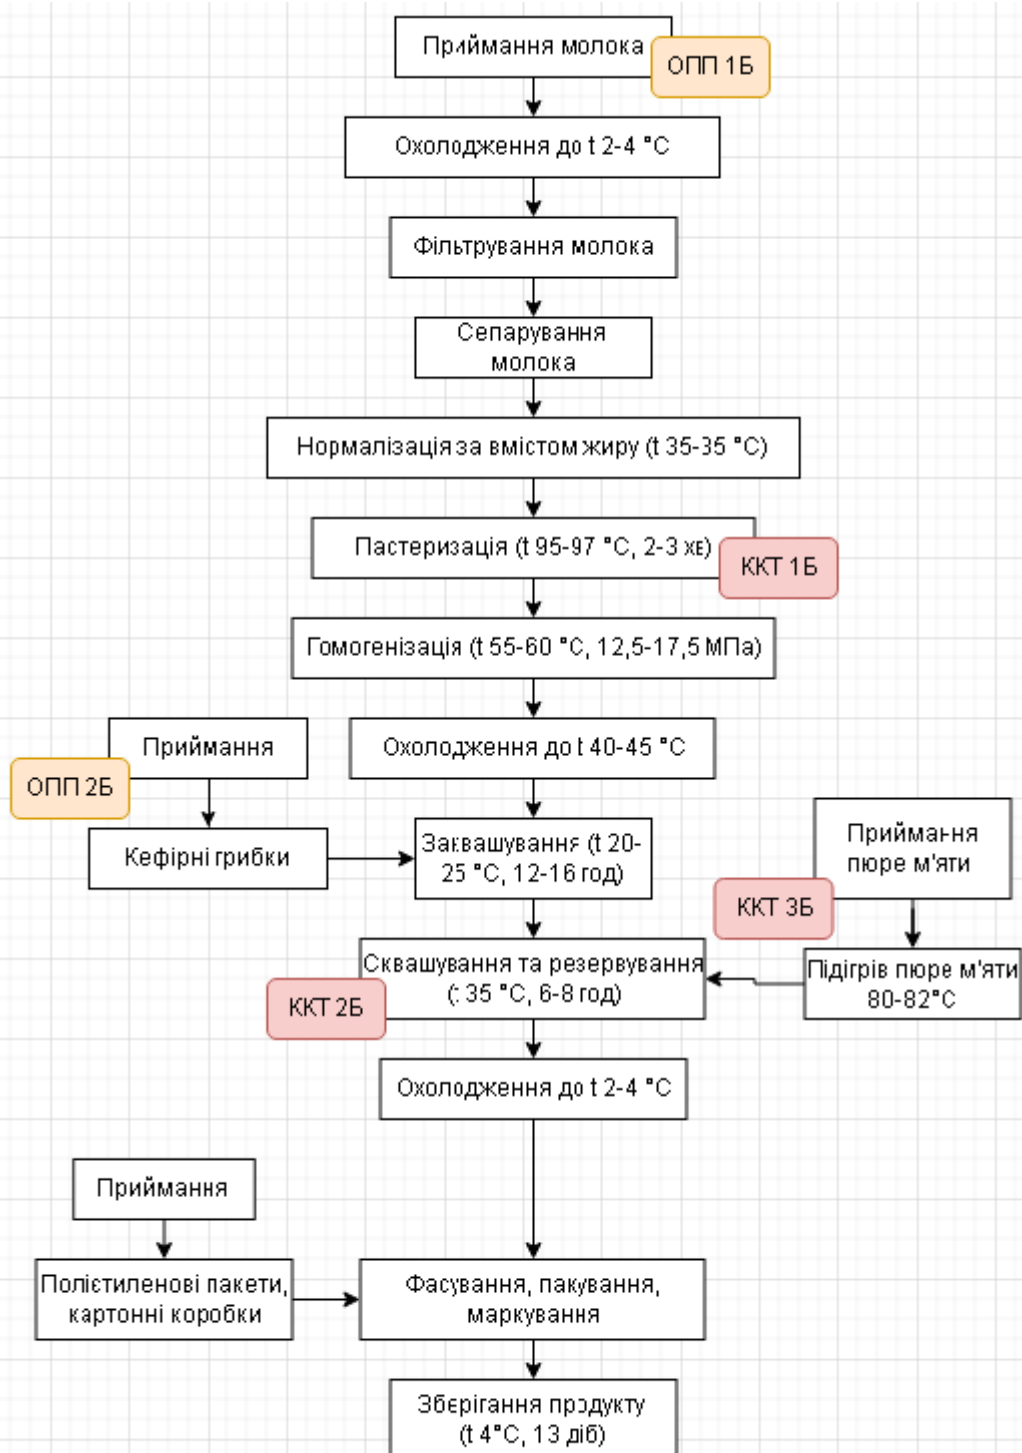 Приймання молока
ОПП 1Б
Охолодження до t 2-4 °C
Фільтрування молока
Сепарування
молока
Нормалізація за вмістом жиру (t 35-35 °C)
Пастеризація (t 95-97 °C, 2-3 хв)
ККТ 1Б
Гомогенізація (t 55-60 °C, 12,5-17,5 МПа)
Приймання
ОПП 2Б
Охолодження до t 40-45 °C
Кефірні грибки
Заквашування (t 20-
25 °C, 12-16 год)
Приймання
пюре м'яти
ККТ 3Б
Підігрів пюре м'яти
80-82°C
Сквашування та резервування
(t 35 °C, 6-8 год)
ККТ 2Б
Охолодження до t 2-4 °C
Приймання
Поліетиленові пакети,
картонні коробки
Фасування, пакування,
маркування
Зберігання продукту
(t 4°C, 13 діб)